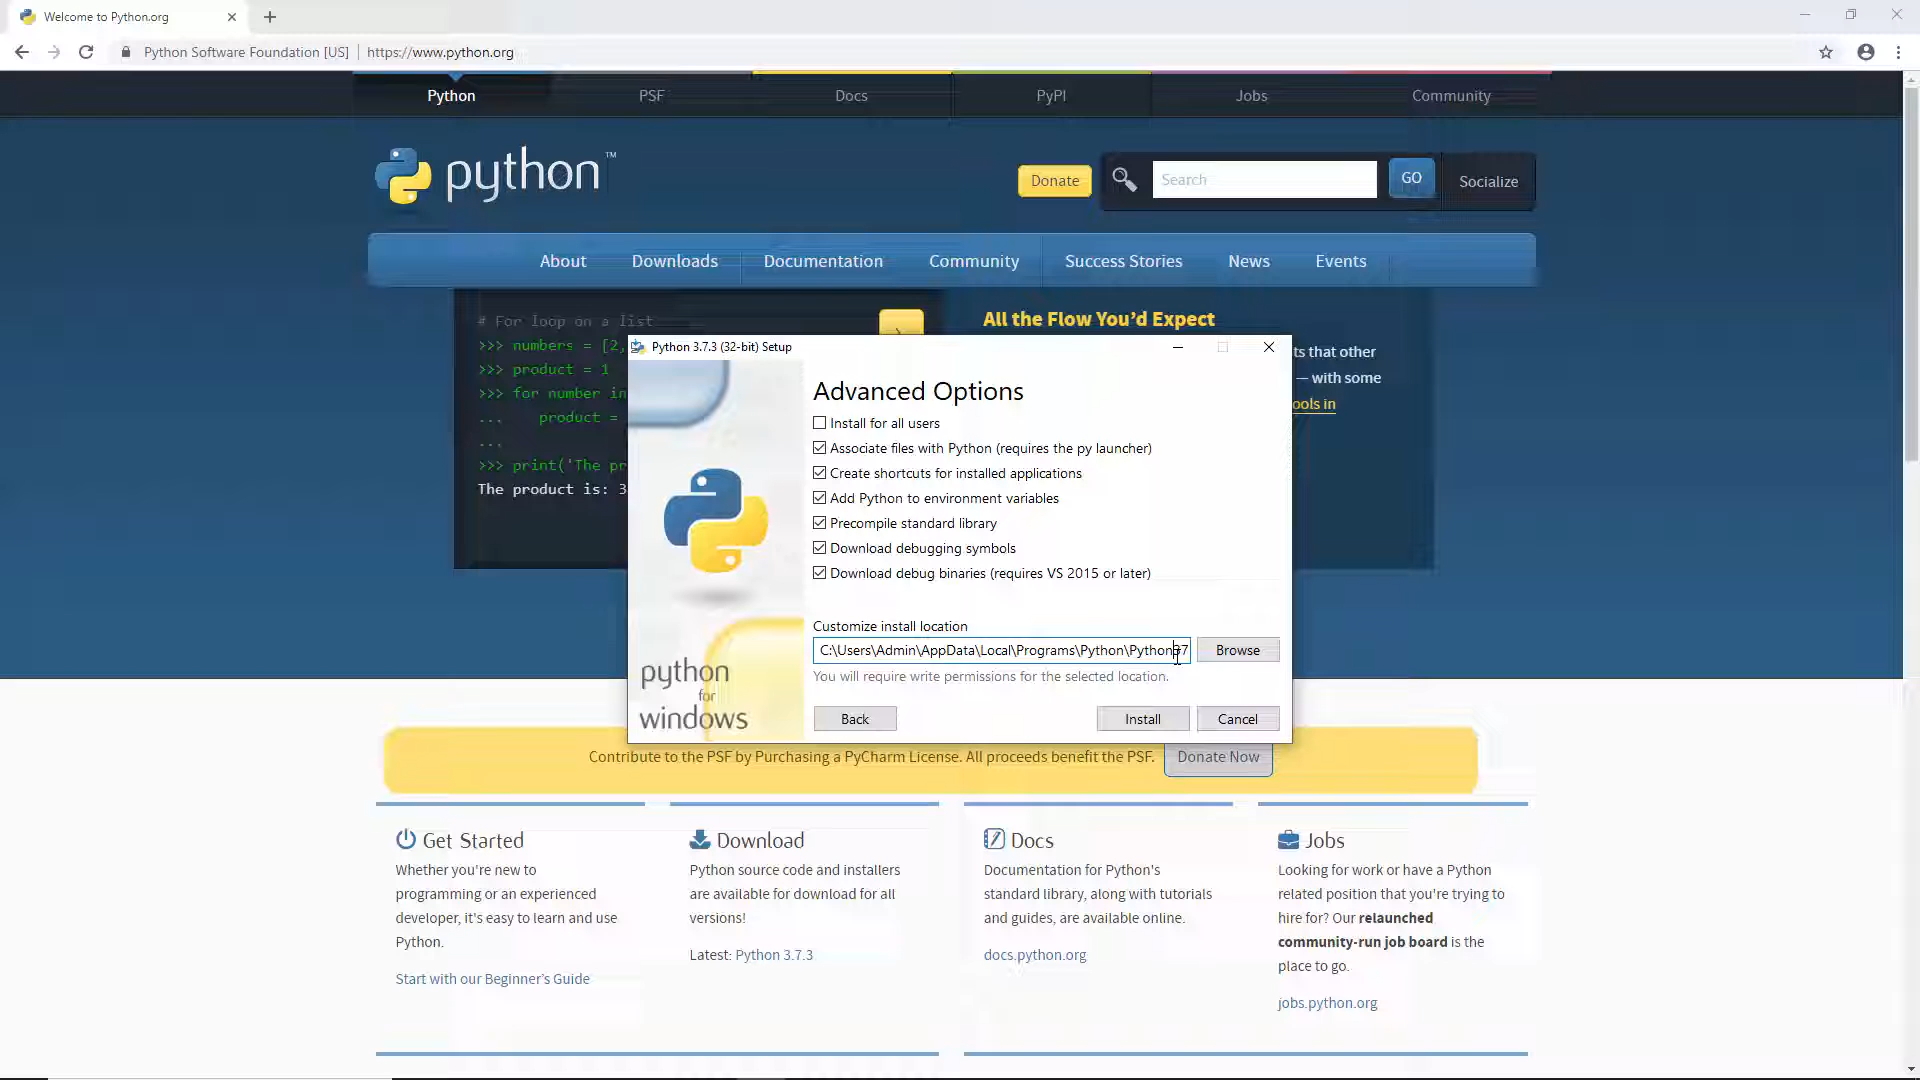 Welcome to Python.org
Python Software Foundation [US] | https://www.python.org
Python
PSF
Docs
PyPI
Jobs
Community
python™
Donate
Search
GO
Socialize
About
Downloads
Documentation
Community
Success Stories
News
Events
# For loop on a list
>>> numbers = [2,
>>> product = 1
>>> for number in
... product =
...
>>> print('The pr
The product is: 3
All the Flow You'd Expect
ts that other
— with some
ools in
Python 3.7.3 (32-bit) Setup
Advanced Options
Install for all users
Associate files with Python (requires the py launcher)
Create shortcuts for installed applications
Add Python to environment variables
Precompile standard library
Download debugging symbols
Download debug binaries (requires VS 2015 or later)
Customize install location
C:\Users\Admin\AppData\Local\Programs\Python\Python37
Browse
You will require write permissions for the selected location.
python
for
windows
Back
Install
Cancel
Contribute to the PSF by Purchasing a PyCharm License. All proceeds benefit the PSF.
Donate Now
Get Started
Whether you're new to
programming or an experienced
developer, it's easy to learn and use
Python.
Start with our Beginner's Guide
Download
Python source code and installers
are available for download for all
versions!
Latest: Python 3.7.3
Docs
Documentation for Python's
standard library, along with tutorials
and guides, are available online.
docs.python.org
Jobs
Looking for work or have a Python
related position that you're trying to
hire for? Our relaunched
community-run job board is the
place to go.
jobs.python.org